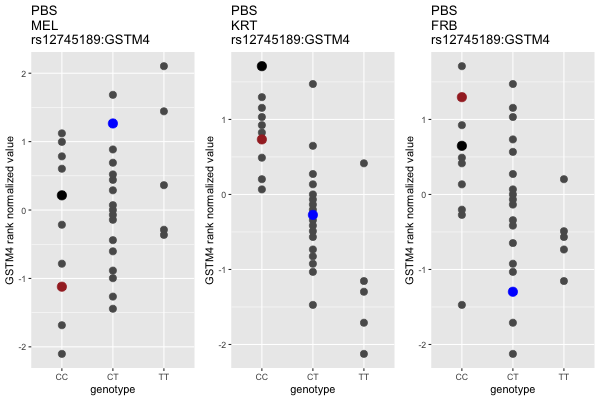 PBS
MEL
rs12745189:GSTM4
GSTM4 rank normalized value
2
1
0
-1
-2
CC CT TT
genotype
PBS
KRT
rs12745189:GSTM4
GSTM4 rank normalized value
1
0
-1
-2
CC CT TT
genotype
PBS
FRB
rs12745189:GSTM4
GSTM4 rank normalized value
1
0
-1
-2
CC CT TT
genotype